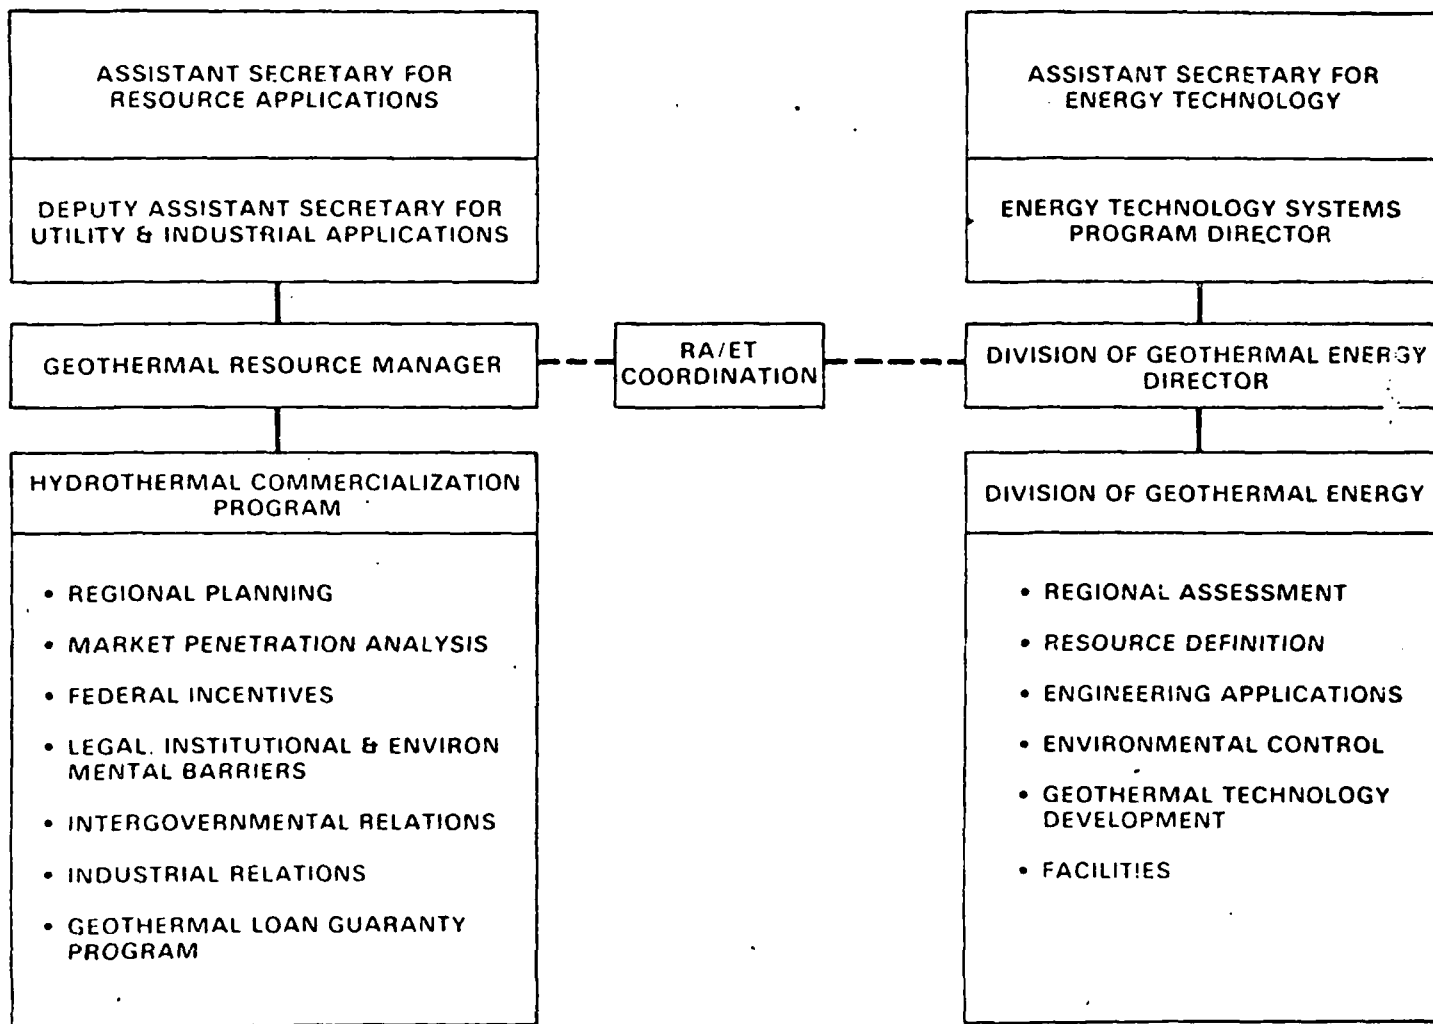 ASSISTANT SECRETARY FOR
RESOURCE APPLICATIONS
DEPUTY ASSISTANT SECRETARY FOR
UTILITY & INDUSTRIAL APPLICATIONS
GEOTHERMAL RESOURCE MANAGER
HYDROTHERMAL COMMERCIALIZATION
PROGRAM
• REGIONAL PLANNING
• MARKET PENETRATION ANALYSIS
• FEDERAL INCENTIVES
• LEGAL. INSTITUTIONAL & ENVIRON
MENTAL BARRIERS
• INTERGOVERNMENTAL RELATIONS
• INDUSTRIAL RELATIONS
• GEOTHERMAL LOAN GUARANTY
PROGRAM
RA/ET
COORDINATION
ASSISTANT SECRETARY FOR
ENERGY TECHNOLOGY
ENERGY TECHNOLOGY SYSTEMS
PROGRAM DIRECTOR
DIVISION OF GEOTHERMAL ENERGY
DIRECTOR
DIVISION OF GEOTHERMAL ENERGY
• REGIONAL ASSESSMENT
• RESOURCE DEFINITION
• ENGINEERING APPLICATIONS
• ENVIRONMENTAL CONTROL
• GEOTHERMAL TECHNOLOGY
DEVELOPMENT
• FACILITIES